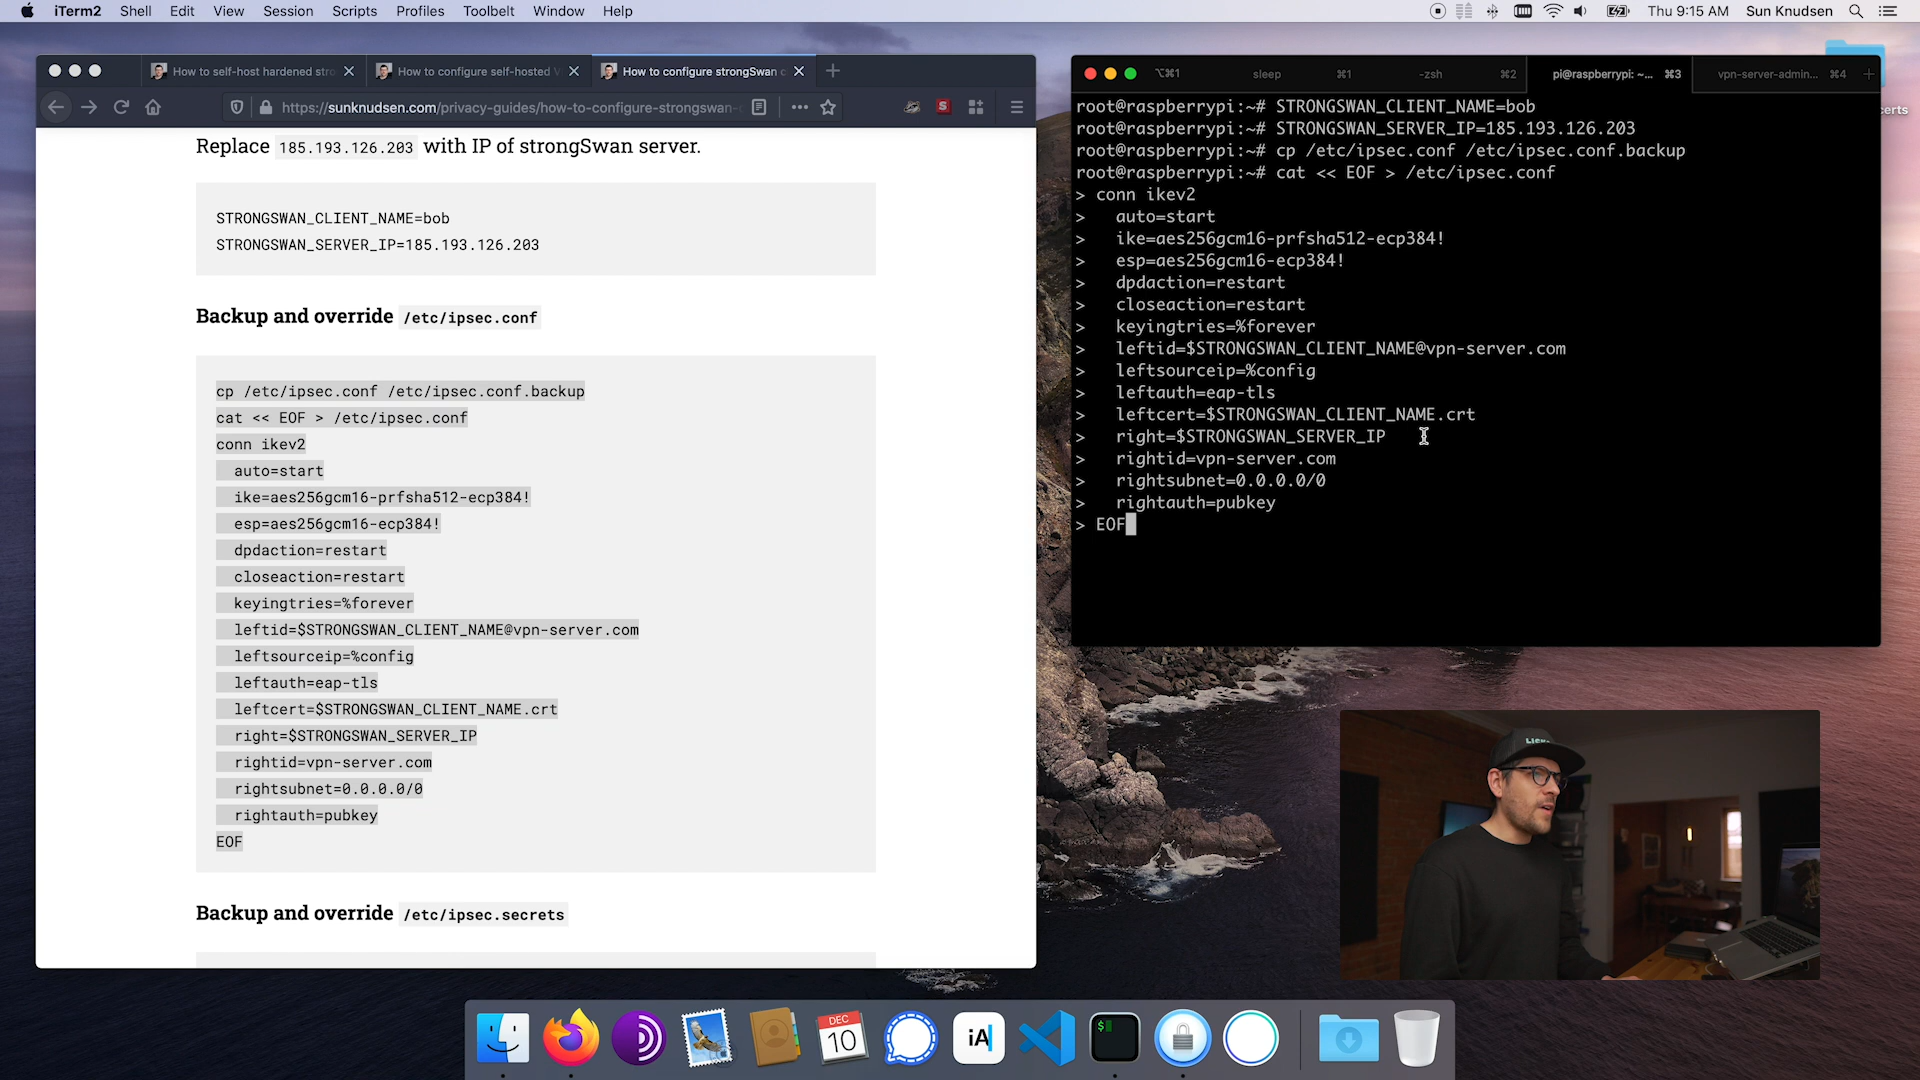 iTerm2 Shell Edit View Session Scripts Profiles Toolbelt Window Help
Thu 9:15 AM Sun Knudsen
How to self-host hardened stro
How to configure self-hosted V
How to configure strongSwan c
https://sunknudsen.com/privacy-guides/how-to-configure-strongswan-
Replace 185.193.126.203 with IP of strongSwan server.
STRONGSWAN_CLIENT_NAME=bob
STRONGSWAN_SERVER_IP=185.193.126.203
Backup and override /etc/ipsec.conf
cp /etc/ipsec.conf /etc/ipsec.conf.backup
cat << EOF > /etc/ipsec.conf
conn ikev2
  auto=start
  ike=aes256gcm16-prfsha512-ecp384!
  esp=aes256gcm16-ecp384!
  dpdaction=restart
  closeaction=restart
  keyingtries=%forever
  leftid=$STRONGSWAN_CLIENT_NAME@vpn-server.com
  leftsourceip=%config
  leftauth=eap-tls
  leftcert=$STRONGSWAN_CLIENT_NAME.crt
  right=$STRONGSWAN_SERVER_IP
  rightid=vpn-server.com
  rightsubnet=0.0.0.0/0
  rightauth=pubkey
EOF
Backup and override /etc/ipsec.secrets
⌥⌘1 sleep ⌘1 -zsh ⌘2 pi@raspberrypi: ~... ⌘3 vpn-server-admin... ⌘4
root@raspberrypi:~# STRONGSWAN_CLIENT_NAME=bob
root@raspberrypi:~# STRONGSWAN_SERVER_IP=185.193.126.203
root@raspberrypi:~# cp /etc/ipsec.conf /etc/ipsec.conf.backup
root@raspberrypi:~# cat << EOF > /etc/ipsec.conf
> conn ikev2
>   auto=start
>   ike=aes256gcm16-prfsha512-ecp384!
>   esp=aes256gcm16-ecp384!
>   dpdaction=restart
>   closeaction=restart
>   keyingtries=%forever
>   leftid=$STRONGSWAN_CLIENT_NAME@vpn-server.com
>   leftsourceip=%config
>   leftauth=eap-tls
>   leftcert=$STRONGSWAN_CLIENT_NAME.crt
>   right=$STRONGSWAN_SERVER_IP
>   rightid=vpn-server.com
>   rightsubnet=0.0.0.0/0
>   rightauth=pubkey
> EOF
certs
DEC
10
iA
$
S